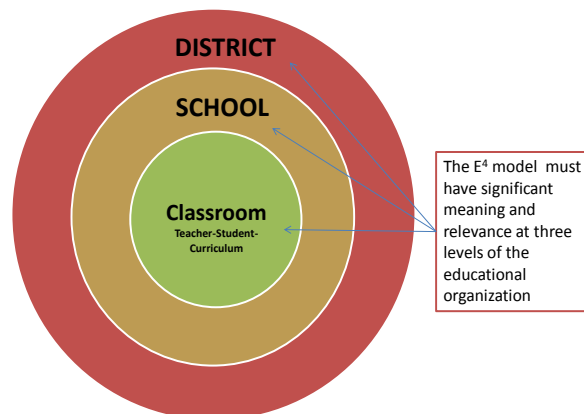 DISTRICT
SCHOOL
Classroom
Teacher-Student-
Curriculum
The E⁴ model must
have significant
meaning and
relevance at three
levels of the
educational
organization